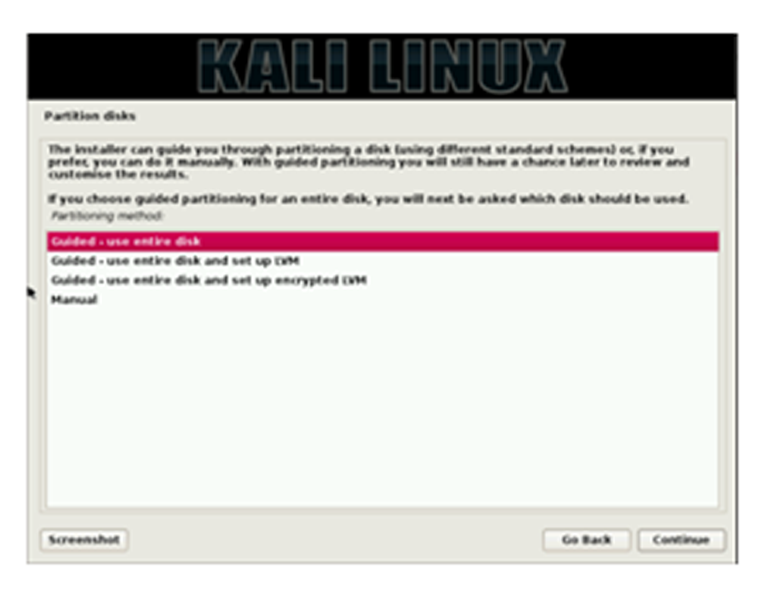 KALI LINUX
Partition disks
The installer can guide you through partitioning a disk (using different standard schemes) or, if you
prefer, you can do it manually. With guided partitioning you will still have a chance later to review and
customise the results.
If you choose guided partitioning for an entire disk, you will next be asked which disk should be used.
Partitioning method:
Guided - use entire disk
Guided - use entire disk and set up LVM
Guided - use entire disk and set up encrypted LVM
Manual
Screenshot
Go Back
Continue